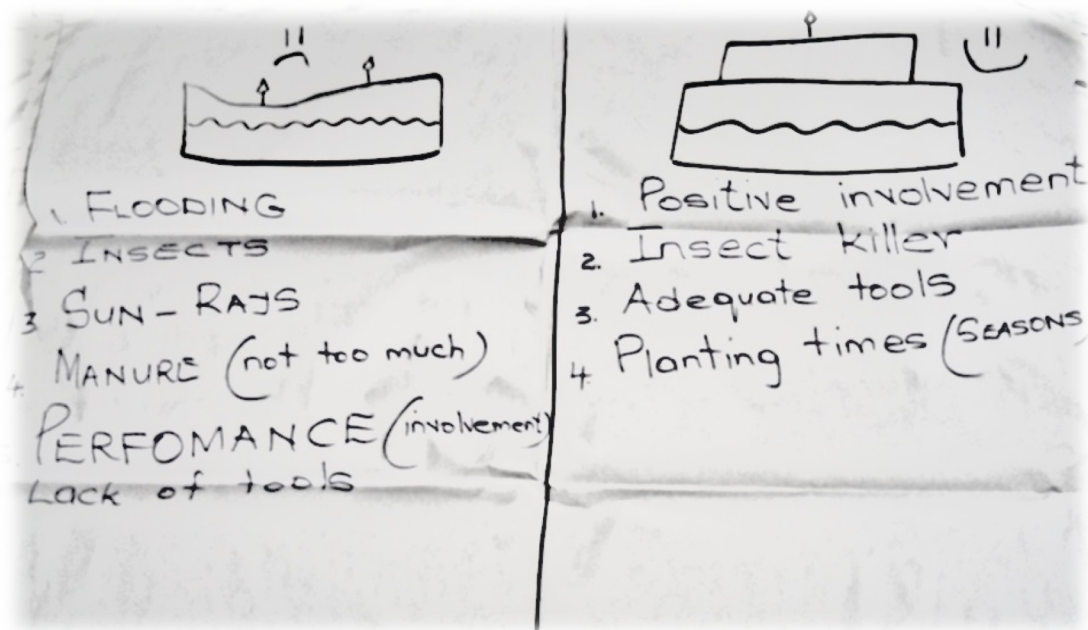 1. FLOODING
2 INSECTS
3 SUN-RAYS
4. MANURE (not too much)
PERFOMANCE (involvement)
Lack of tools
1. Positive involvement
2. Insect killer
3. Adequate tools
4. Planting times (SEASONS)